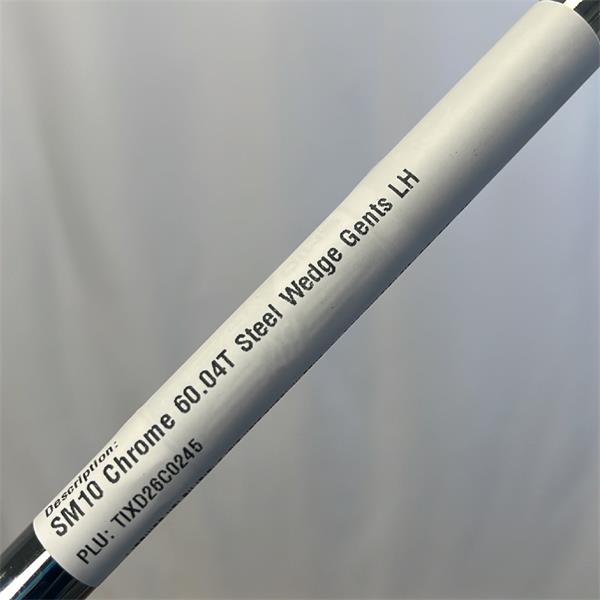 Description:
SM10 Chrome 60.04T Steel Wedge Gents LH
PLU: TIXD26C0245